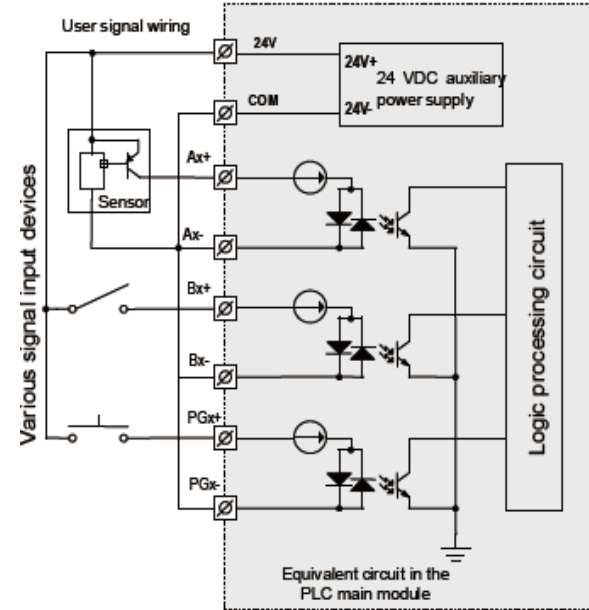 User signal wiring
24V
24V+
24 VDC auxiliary
power supply
COM
24V-
Ax+
Sensor
Ax-
Bx+
Bx-
PGx+
PGx-
Various signal input devices
Logic processing circuit
Equivalent circuit in the
PLC main module